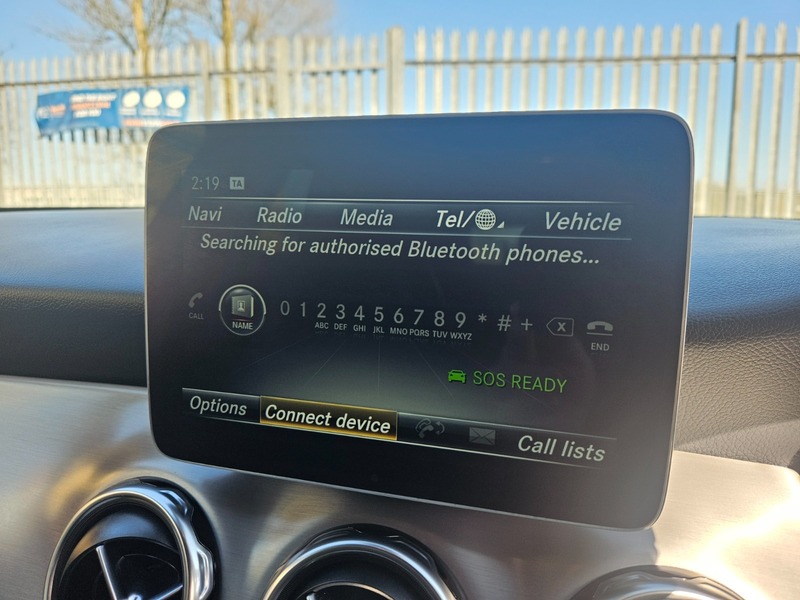 2:19 TA
Navi Radio Media Tel/ Vehicle
Searching for authorised Bluetooth phones...
CALL NAME 0 1 2 3 4 5 6 7 8 9 * # + X END
ABC DEF GHI JKL MNO PQRS TUV WXYZ
SOS READY
Options Connect device Call lists